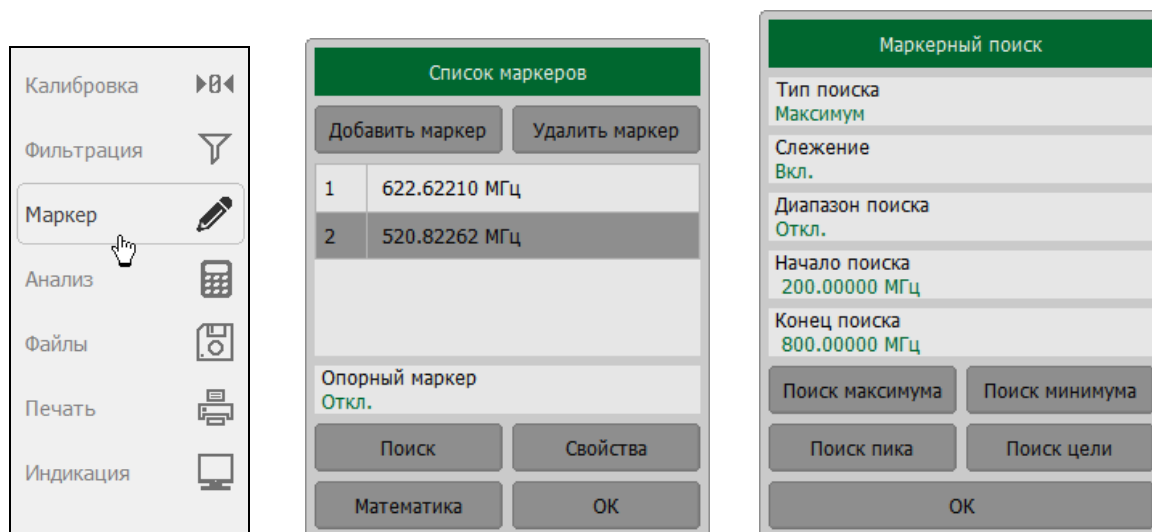 Калибровка
Фильтрация
Маркер
Анализ
Файлы
Печать
Индикация
Список маркеров
Добавить маркер Удалить маркер
1 622.62210 МГц
2 520.82262 МГц
Опорный маркер
Откл.
Поиск Свойства
Математика ОК
Маркерный поиск
Тип поиска
Максимум
Слежение
Вкл.
Диапазон поиска
Откл.
Начало поиска
200.00000 МГц
Конец поиска
800.00000 МГц
Поиск максимума Поиск минимума
Поиск пика Поиск цели
ОК